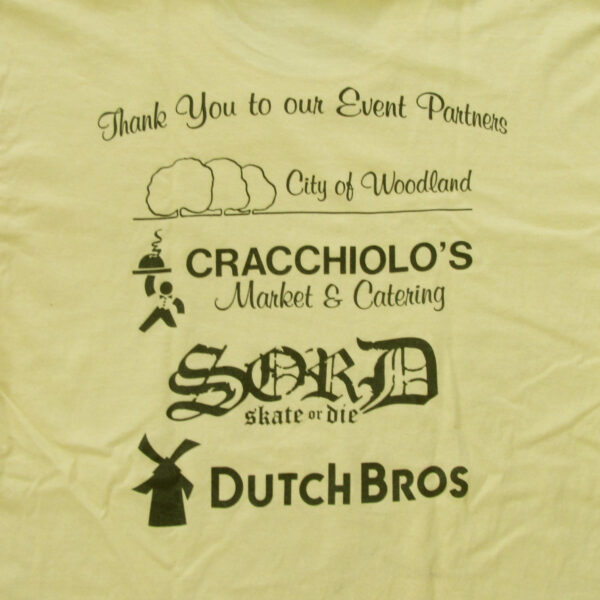 Thank You to our Event Partners
City of Woodland
CRACCHIOLO'S
Market & Catering
SORD
skate or die
DUTCH BROS